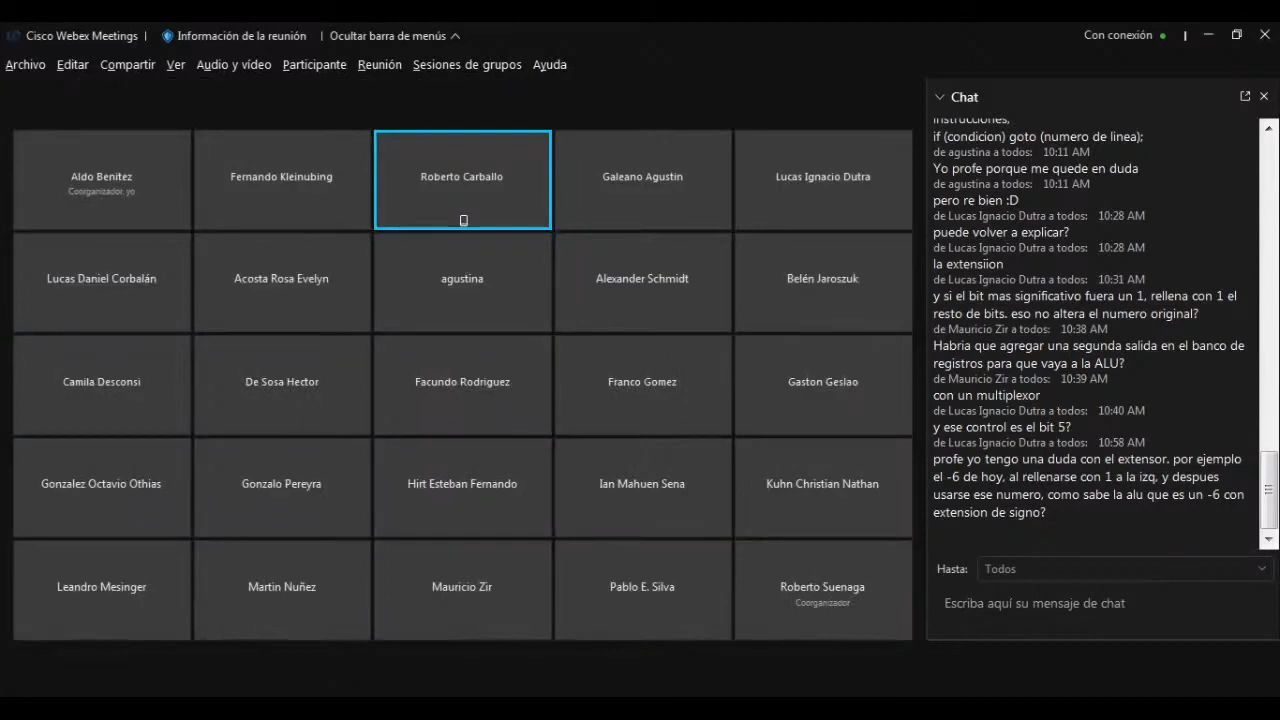 Cisco Webex Meetings | Información de la reunión | Ocultar barra de menús
Con conexión
Archivo Editar Compartir Ver Audio y vídeo Participante Reunión Sesiones de grupos Ayuda
Aldo Benitez
Coorganizador, yo
Fernando Kleinubing
Roberto Carballo
Galeano Agustin
Lucas Ignacio Dutra
Lucas Daniel Corbalán
Acosta Rosa Evelyn
agustina
Alexander Schmidt
Belén Jaroszuk
Camila Desconsi
De Sosa Hector
Facundo Rodriguez
Franco Gomez
Gaston Geslao
Gonzalez Octavio Othias
Gonzalo Pereyra
Hirt Esteban Fernando
Ian Mahuen Sena
Kuhn Christian Nathan
Leandro Mesinger
Martin Nuñez
Mauricio Zir
Pablo E. Silva
Roberto Suenaga
Coorganizador
Chat
instrucciones;
if (condicion) goto (numero de linea);
de agustina a todos: 10:11 AM
Yo profe porque me quede en duda
de agustina a todos: 10:11 AM
pero re bien :D
de Lucas Ignacio Dutra a todos: 10:28 AM
puede volver a explicar?
de Lucas Ignacio Dutra a todos: 10:28 AM
la extensiion
de Lucas Ignacio Dutra a todos: 10:31 AM
y si el bit mas significativo fuera un 1, rellena con 1 el
resto de bits. eso no altera el numero original?
de Mauricio Zir a todos: 10:38 AM
Habria que agregar una segunda salida en el banco de
registros para que vaya a la ALU?
de Mauricio Zir a todos: 10:39 AM
con un multiplexor
de Lucas Ignacio Dutra a todos: 10:40 AM
y ese control es el bit 5?
de Lucas Ignacio Dutra a todos: 10:58 AM
profe yo tengo una duda con el extensor. por ejemplo
el -6 de hoy, al rellenarse con 1 a la izq, y despues
usarse ese numero, como sabe la alu que es un -6 con
extension de signo?
Hasta: Todos
Escriba aquí su mensaje de chat